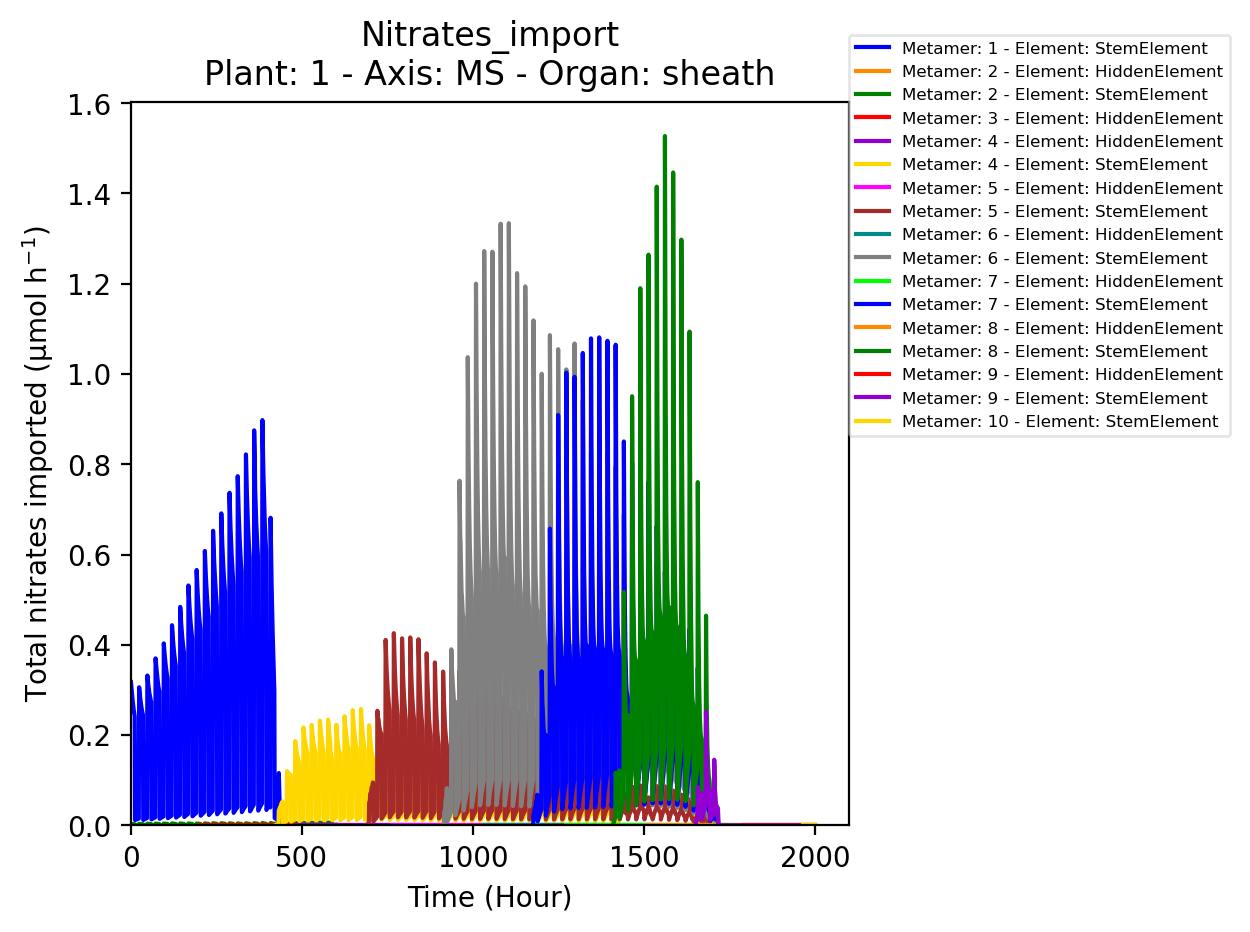 Nitrates_import
Plant: 1 - Axis: MS - Organ: sheath
Metamer: 1 - Element: StemElement
Metamer: 2 - Element: HiddenElement
Metamer: 2 - Element: StemElement
Metamer: 3 - Element: HiddenElement
Metamer: 4 - Element: HiddenElement
Metamer: 4 - Element: StemElement
Metamer: 5 - Element: HiddenElement
Metamer: 5 - Element: StemElement
Metamer: 6 - Element: HiddenElement
Metamer: 6 - Element: StemElement
Metamer: 7 - Element: HiddenElement
Metamer: 7 - Element: StemElement
Metamer: 8 - Element: HiddenElement
Metamer: 8 - Element: StemElement
Metamer: 9 - Element: HiddenElement
Metamer: 9 - Element: StemElement
Metamer: 10 - Element: StemElement
Total nitrates imported (µmol h⁻¹)
1.6
1.4
1.2
1.0
0.8
0.6
0.4
0.2
0.0
0 500 1000 1500 2000
Time (Hour)